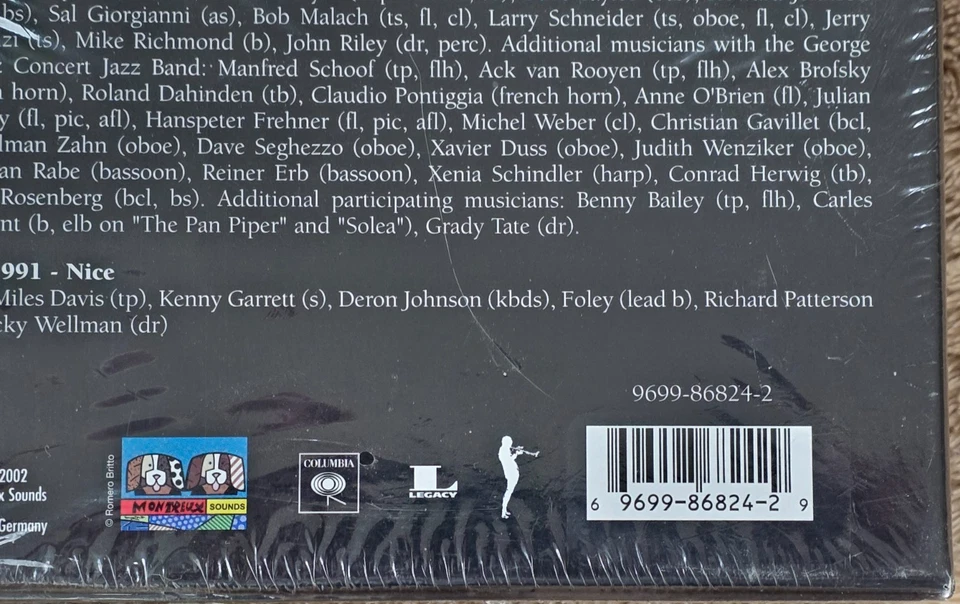 bs), Sal Giorgianni (as), Bob Malach (ts, fl, cl), Larry Schneider (ts, oboe, fl, cl), Jerry
zi (ts), Mike Richmond (b), John Riley (dr, perc). Additional musicians with the George
z Concert Jazz Band: Manfred Schoof (tp, flh), Ack van Rooyen (tp, flh), Alex Brofsky
horn), Roland Dahinden (tb), Claudio Pontiggia (french horn), Anne O'Brien (fl), Julian
y (fl, pic, afl), Hanspeter Frehner (fl, pic, afl), Michel Weber (cl), Christian Gavillet (bcl,
lman Zahn (oboe), Dave Seghezzo (oboe), Xavier Duss (oboe), Judith Wenziker (oboe),
an Rabe (bassoon), Reiner Erb (bassoon), Xenia Schindler (harp), Conrad Herwig (tb),
Rosenberg (bcl, bs). Additional participating musicians: Benny Bailey (tp, flh), Carles
nt (b, elb on "The Pan Piper" and "Solea"), Grady Tate (dr).
991 - Nice
Miles Davis (tp), Kenny Garrett (s), Deron Johnson (kbds), Foley (lead b), Richard Patterson
cky Wellman (dr)
9699-86824-2
2002
x Sounds
Germany
© Romero Britto
MONTREUX SOUNDS
COLUMBIA
L
LEGACY
6 9699-86824-2 9